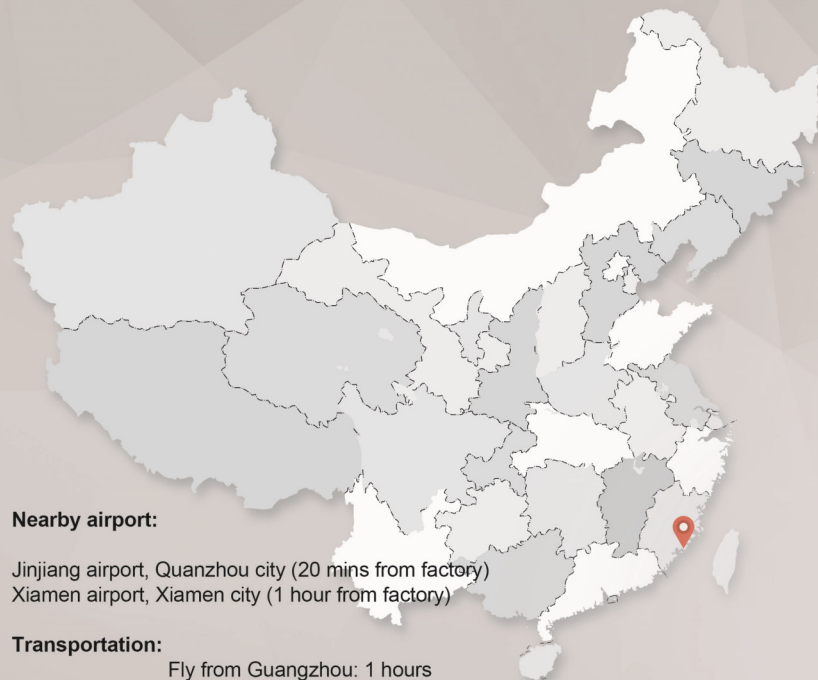 Nearby airport:
Jinjiang airport, Quanzhou city (20 mins from factory)
Xiamen airport, Xiamen city (1 hour from factory)
Transportation:
Fly from Guangzhou: 1 hours